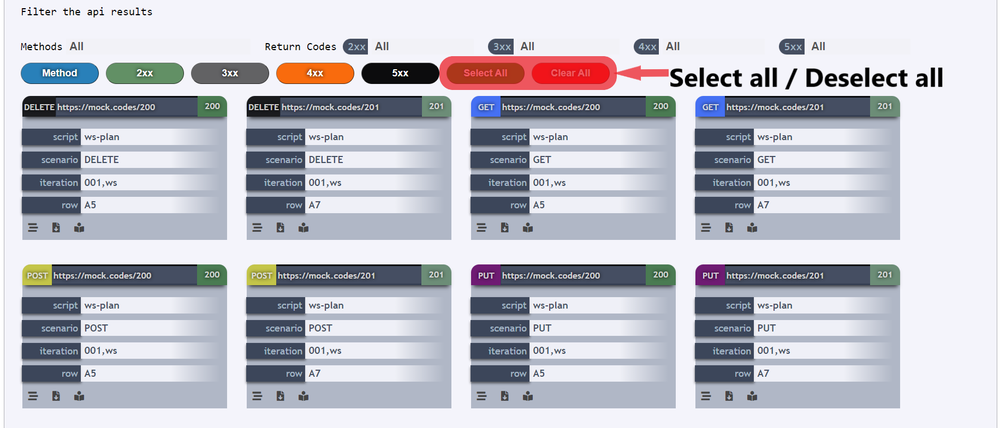 Filter the api results
Methods All Return Codes 2xx All 3xx All 4xx All 5xx All
Method 2xx 3xx 4xx 5xx Select All Clear All
Select all / Deselect all
DELETE https://mock.codes/200 200 DELETE https://mock.codes/201 201 GET https://mock.codes/200 200 GET https://mock.codes/201 201
script ws-plan script ws-plan script ws-plan script ws-plan
scenario DELETE scenario DELETE scenario GET scenario GET
iteration 001,ws iteration 001,ws iteration 001,ws iteration 001,ws
row A5 row A7 row A5 row A7
POST https://mock.codes/200 200 POST https://mock.codes/201 201 PUT https://mock.codes/200 200 PUT https://mock.codes/201 201
script ws-plan script ws-plan script ws-plan script ws-plan
scenario POST scenario POST scenario PUT scenario PUT
iteration 001,ws iteration 001,ws iteration 001,ws iteration 001,ws
row A5 row A7 row A5 row A7